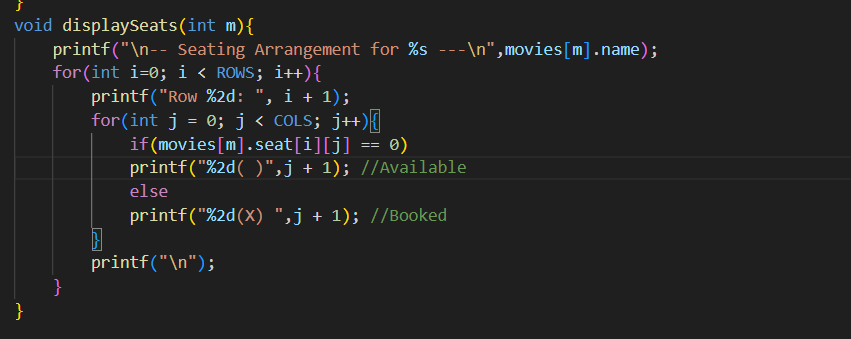 }
void displaySeats(int m){
printf("\n-- Seating Arrangement for %s ---\n",movies[m].name);
for(int i=0; i < ROWS; i++){
printf("Row %2d: ", i + 1);
for(int j = 0; j < COLS; j++){
if(movies[m].seat[i][j] == 0)
printf("%2d( )",j + 1); //Available
else
printf("%2d(X) ",j + 1); //Booked
}
printf("\n");
}
}